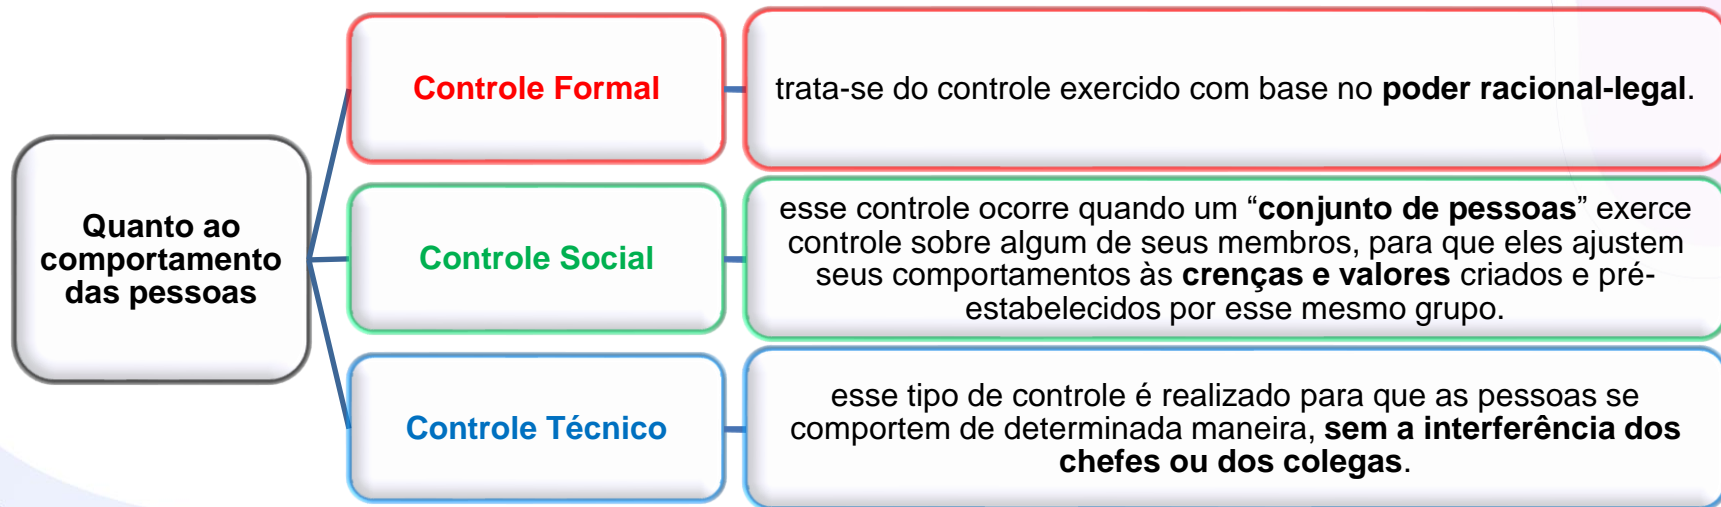 Quanto ao
comportamento
das pessoas
Controle Formal
trata-se do controle exercido com base no poder racional-legal.
Controle Social
esse controle ocorre quando um “conjunto de pessoas” exerce
controle sobre algum de seus membros, para que eles ajustem
seus comportamentos às crenças e valores criados e pré-
estabelecidos por esse mesmo grupo.
Controle Técnico
esse tipo de controle é realizado para que as pessoas se
comportem de determinada maneira, sem a interferência dos
chefes ou dos colegas.